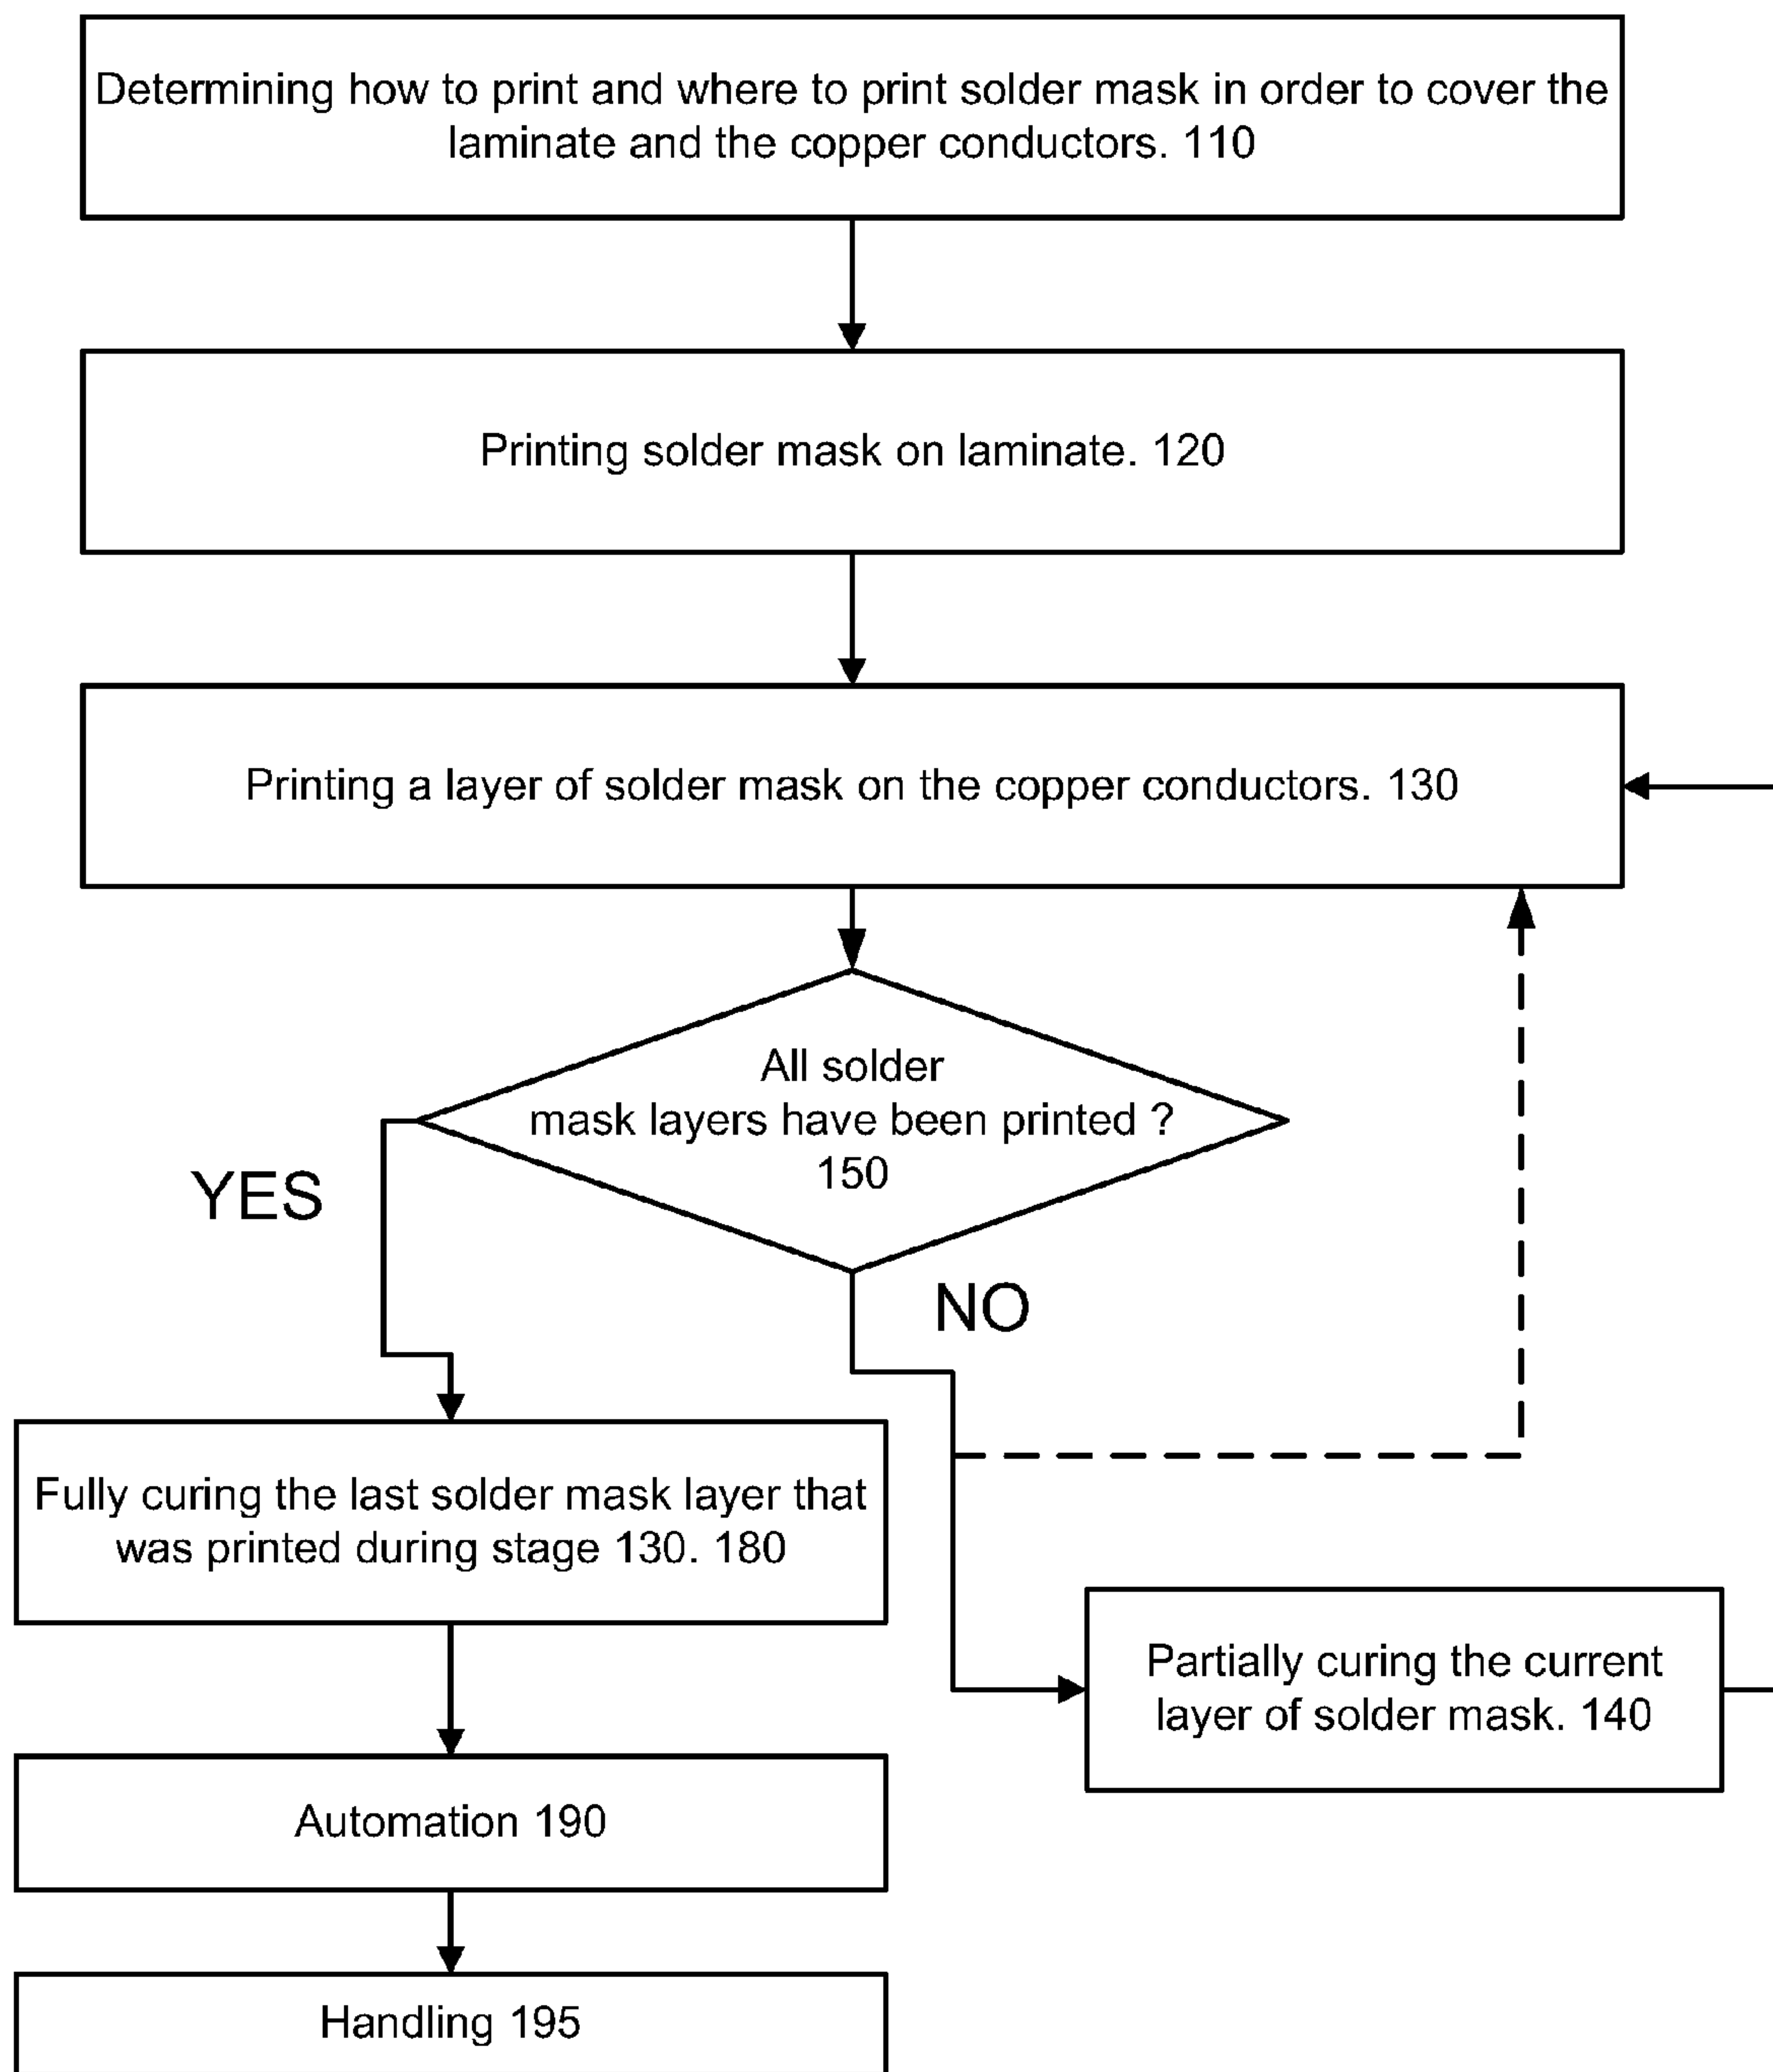 Determining how to print and where to print solder mask in order to cover the
laminate and the copper conductors. 110
Printing solder mask on laminate. 120
Printing a layer of solder mask on the copper conductors. 130
All solder
mask layers have been printed ?
150
YES
NO
Fully curing the last solder mask layer that
was printed during stage 130. 180
Partially curing the current
layer of solder mask. 140
Automation 190
Handling 195